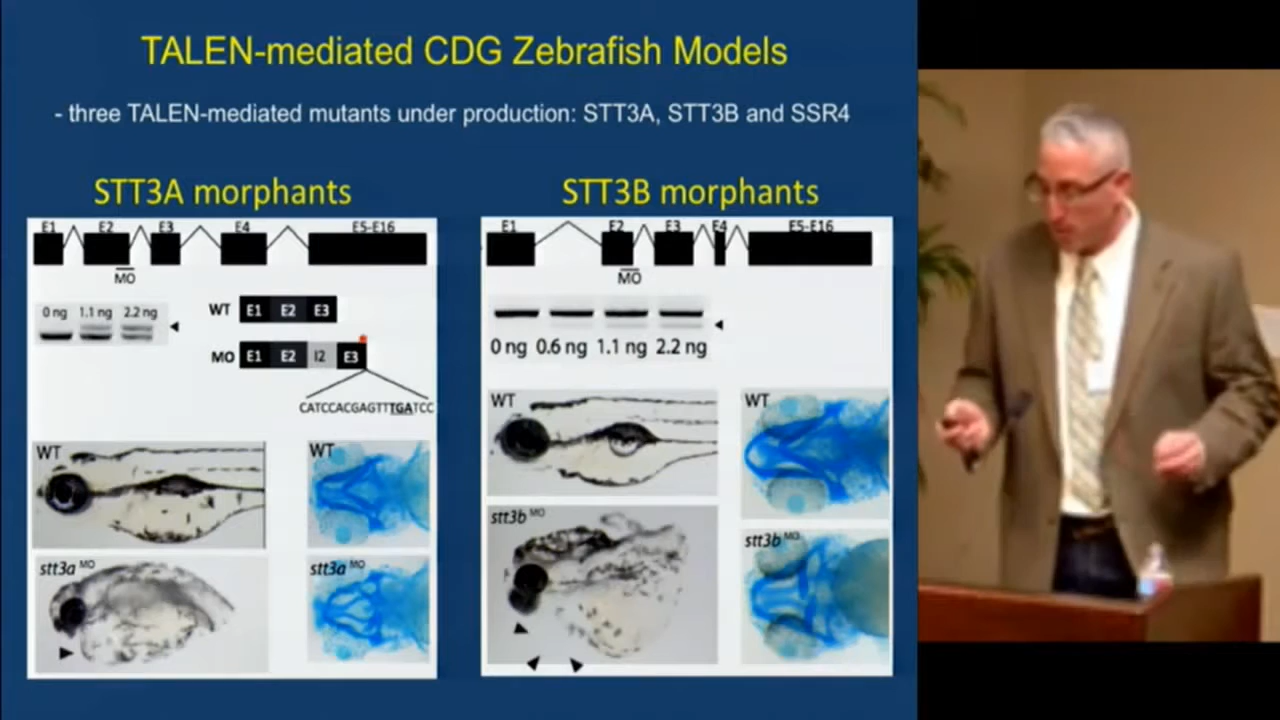 TALEN-mediated CDG Zebrafish Models
- three TALEN-mediated mutants under production: STT3A, STT3B and SSR4
STT3A morphants
E1 E2 E3 E4 E5-E16
MO
0 ng 1.1 ng 2.2 ng
WT E1 E2 E3
MO E1 E2 I2 E3
CATCCACGAGTTTGATCC
WT
WT
stt3a MO
stt3a MO
STT3B morphants
E1 E2 E3 E4 E5-E16
MO
0 ng 0.6 ng 1.1 ng 2.2 ng
WT
WT
stt3b MO
stt3b MO